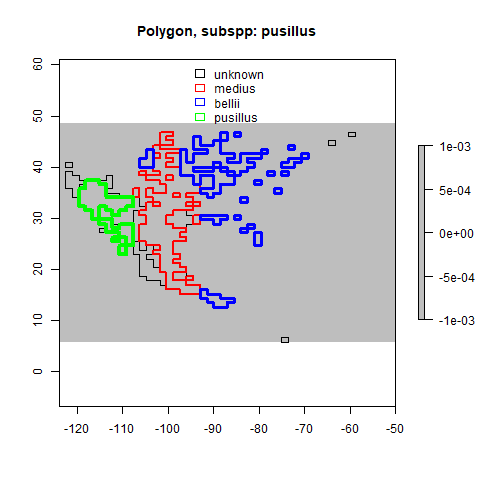 Polygon, subspp: pusillus
unknown
medius
bellii
pusillus
60
50
40
30
20
10
0
-120
-110
-100
-90
-80
-70
-60
-50
1e-03
5e-04
0e+00
-5e-04
-1e-03